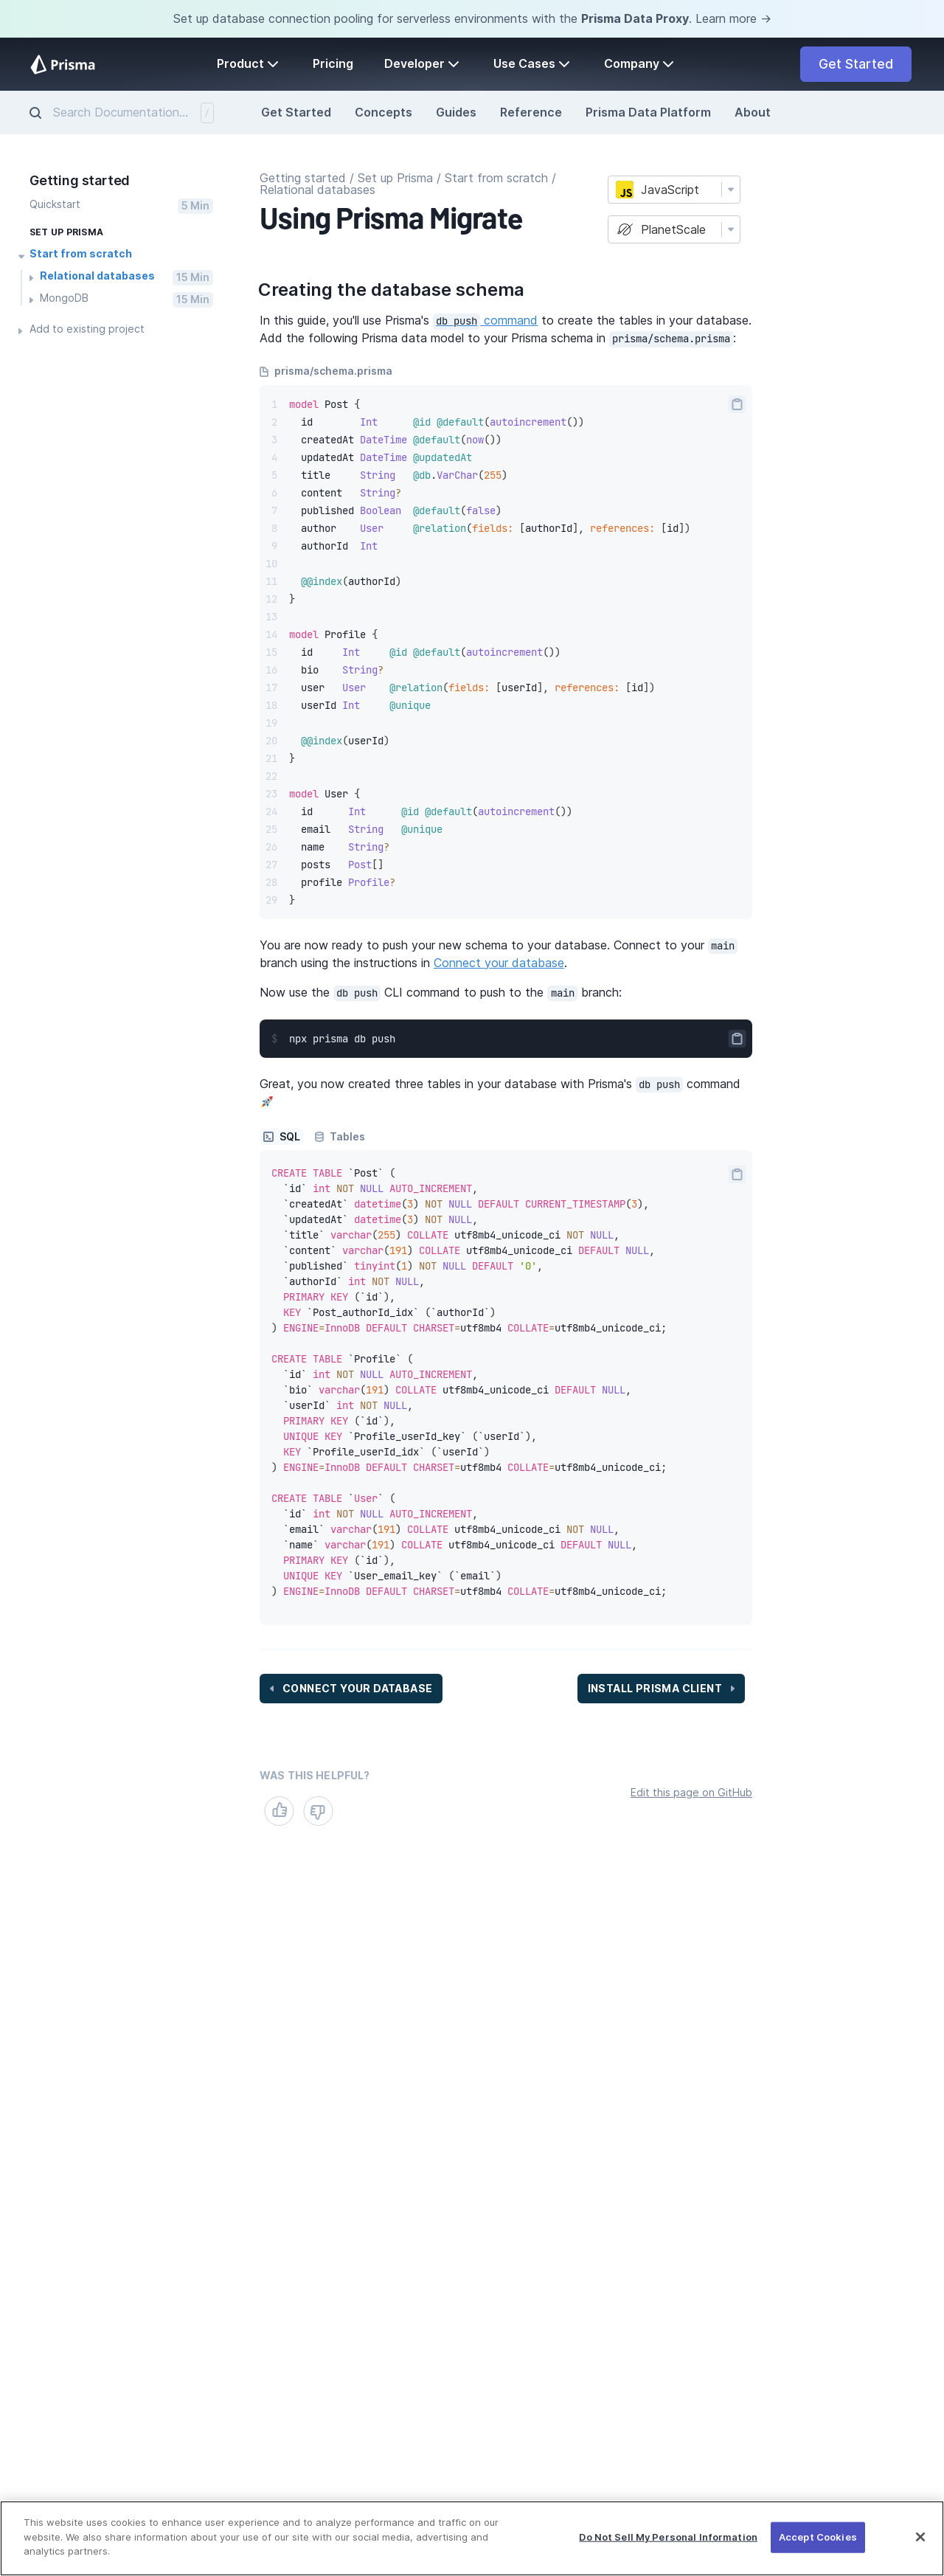 Set up database connection pooling for serverless environments with the Prisma Data Proxy. Learn more →
Prisma
Product
Pricing
Developer
Use Cases
Company
Get Started
Search Documentation...
/
Get Started
Concepts
Guides
Reference
Prisma Data Platform
About
Getting started
Quickstart
5 Min
SET UP PRISMA
Start from scratch
Relational databases
15 Min
MongoDB
15 Min
Add to existing project
Getting started / Set up Prisma / Start from scratch /
Relational databases
Using Prisma Migrate
JS JavaScript
PlanetScale
Creating the database schema
In this guide, you'll use Prisma's db push command to create the tables in your database.
Add the following Prisma data model to your Prisma schema in prisma/schema.prisma :
prisma/schema.prisma
1 model Post {
2   id        Int      @id @default(autoincrement())
3   createdAt DateTime @default(now())
4   updatedAt DateTime @updatedAt
5   title     String   @db.VarChar(255)
6   content   String?
7   published Boolean  @default(false)
8   author    User     @relation(fields: [authorId], references: [id])
9   authorId  Int
10
11   @@index(authorId)
12 }
13
14 model Profile {
15   id     Int     @id @default(autoincrement())
16   bio    String?
17   user   User    @relation(fields: [userId], references: [id])
18   userId Int     @unique
19
20   @@index(userId)
21 }
22
23 model User {
24   id      Int      @id @default(autoincrement())
25   email   String   @unique
26   name    String?
27   posts   Post[]
28   profile Profile?
29 }
You are now ready to push your new schema to your database. Connect to your main
branch using the instructions in Connect your database.
Now use the db push CLI command to push to the main branch:
$ npx prisma db push
Great, you now created three tables in your database with Prisma's db push command
🚀
SQL
Tables
CREATE TABLE `Post` (
  `id` int NOT NULL AUTO_INCREMENT,
  `createdAt` datetime(3) NOT NULL DEFAULT CURRENT_TIMESTAMP(3),
  `updatedAt` datetime(3) NOT NULL,
  `title` varchar(255) COLLATE utf8mb4_unicode_ci NOT NULL,
  `content` varchar(191) COLLATE utf8mb4_unicode_ci DEFAULT NULL,
  `published` tinyint(1) NOT NULL DEFAULT '0',
  `authorId` int NOT NULL,
  PRIMARY KEY (`id`),
  KEY `Post_authorId_idx` (`authorId`)
) ENGINE=InnoDB DEFAULT CHARSET=utf8mb4 COLLATE=utf8mb4_unicode_ci;
CREATE TABLE `Profile` (
  `id` int NOT NULL AUTO_INCREMENT,
  `bio` varchar(191) COLLATE utf8mb4_unicode_ci DEFAULT NULL,
  `userId` int NOT NULL,
  PRIMARY KEY (`id`),
  UNIQUE KEY `Profile_userId_key` (`userId`),
  KEY `Profile_userId_idx` (`userId`)
) ENGINE=InnoDB DEFAULT CHARSET=utf8mb4 COLLATE=utf8mb4_unicode_ci;
CREATE TABLE `User` (
  `id` int NOT NULL AUTO_INCREMENT,
  `email` varchar(191) COLLATE utf8mb4_unicode_ci NOT NULL,
  `name` varchar(191) COLLATE utf8mb4_unicode_ci DEFAULT NULL,
  PRIMARY KEY (`id`),
  UNIQUE KEY `User_email_key` (`email`)
) ENGINE=InnoDB DEFAULT CHARSET=utf8mb4 COLLATE=utf8mb4_unicode_ci;
CONNECT YOUR DATABASE
INSTALL PRISMA CLIENT
WAS THIS HELPFUL?
Edit this page on GitHub
This website uses cookies to enhance user experience and to analyze performance and traffic on our
website. We also share information about your use of our site with our social media, advertising and
analytics partners.
Do Not Sell My Personal Information
Accept Cookies